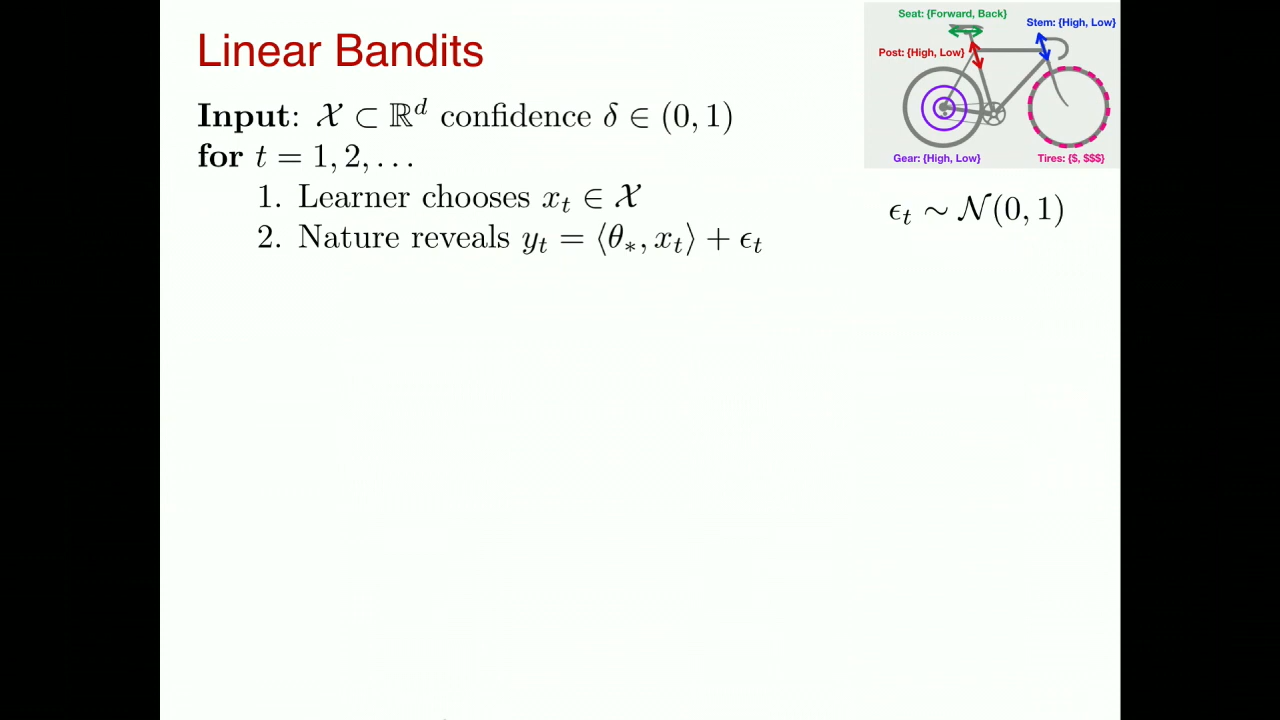 Linear Bandits
Input: 𝒳 ⊂ ℝ^d confidence δ ∈ (0, 1)
for t = 1, 2, . . .
1. Learner chooses x_t ∈ 𝒳
2. Nature reveals y_t = ⟨θ_*, x_t⟩ + ϵ_t
Seat: {Forward, Back}
Stem: {High, Low}
Post: {High, Low}
Gear: {High, Low}
Tires: {$, $$$}
ϵ_t ∼ 𝒩(0, 1)